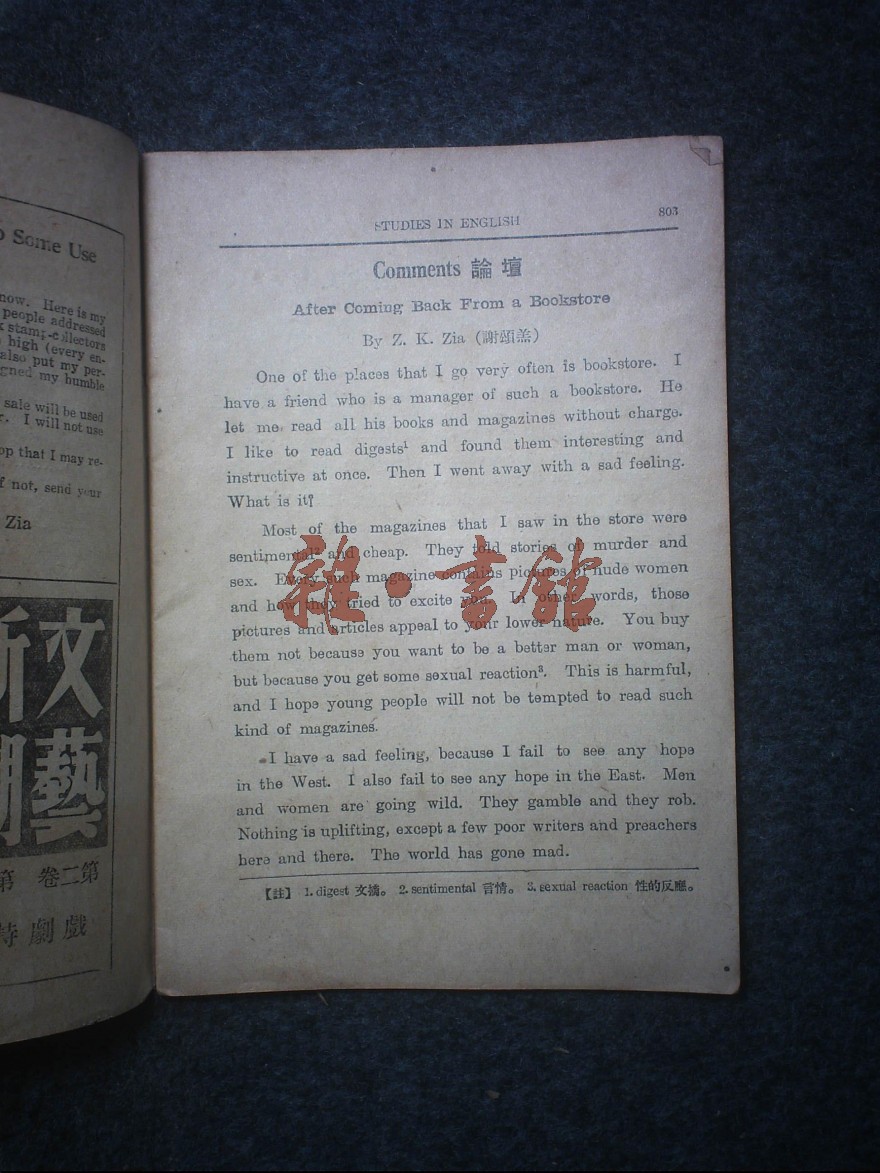 o Some Use
now. Here is my
people addressed
stamp-collectors
high (every en-
also put my per-
gned my humble
sale will be used
r. I will not use
op that I may re-
f not, send your
Zia
文
藝
第二卷 第
戲劇 詩
STUDIES IN ENGLISH
803
Comments 論壇
After Coming Back From a Bookstore
By Z. K. Zia (謝頌羔)
One of the places that I go very often is bookstore. I
have a friend who is a manager of such a bookstore. He
let me read all his books and magazines without charge.
I like to read digests¹ and found them interesting and
instructive at once. Then I went away with a sad feeling.
What is it?
Most of the magazines that I saw in the store were
sentimental² and cheap. They told stories of murder and
sex. Every such magazine contains pictures of nude women
and how they tried to excite you. In other words, those
pictures and articles appeal to your lower nature. You buy
them not because you want to be a better man or woman,
but because you get some sexual reaction³. This is harmful,
and I hope young people will not be tempted to read such
kind of magazines.
I have a sad feeling, because I fail to see any hope
in the West. I also fail to see any hope in the East. Men
and women are going wild. They gamble and they rob.
Nothing is uplifting, except a few poor writers and preachers
here and there. The world has gone mad.
【註】 1. digest 文摘。 2. sentimental 言情。 3. sexual reaction 性的反應。
雜·書館